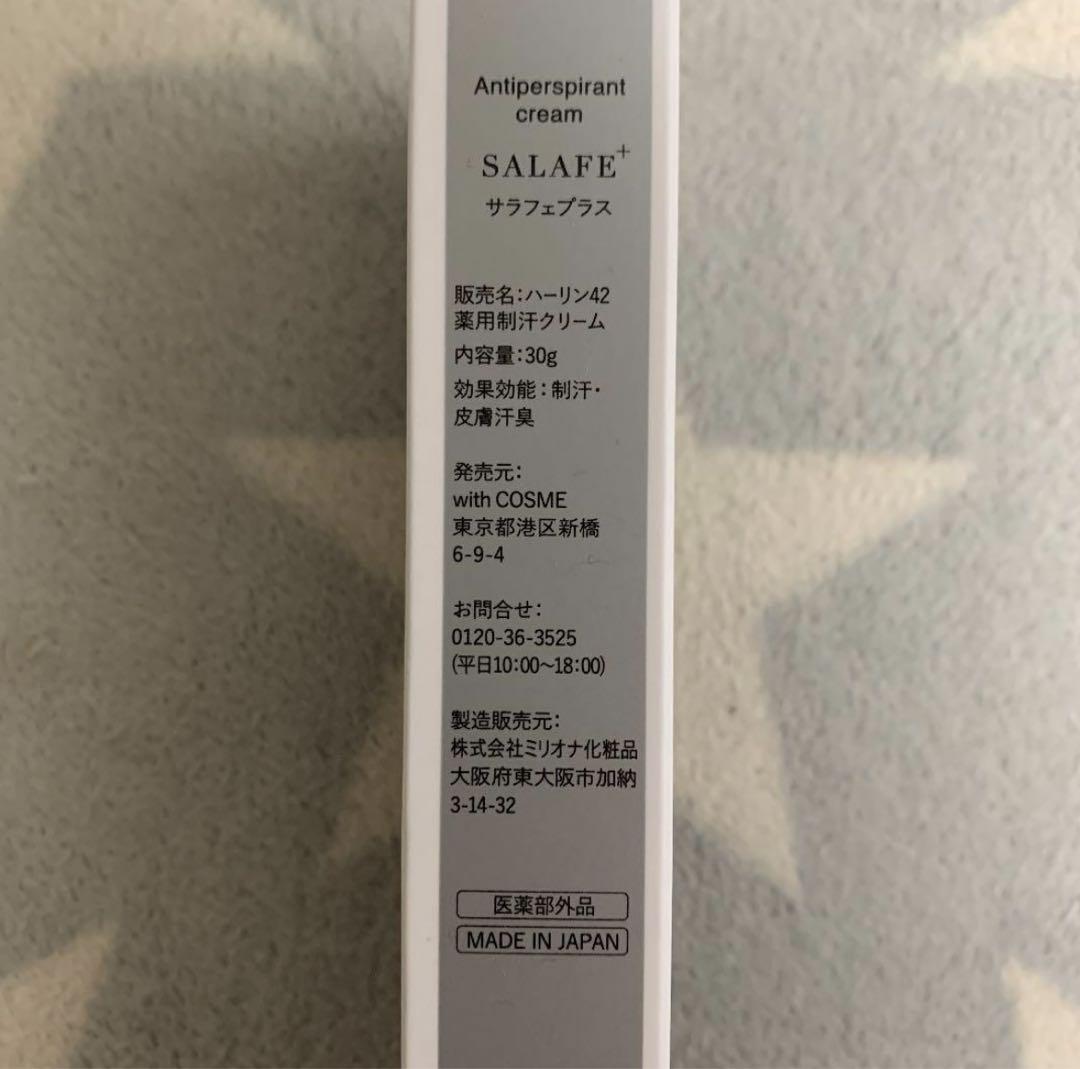 Antiperspirant
cream
SALAFE+
サラフェプラス
販売名:ハーリン42
薬用制汗クリーム
内容量:30g
効果効能:制汗・
皮膚汗臭
発売元:
with COSME
東京都港区新橋
6-9-4
お問合せ:
0120-36-3525
(平日10:00〜18:00)
製造販売元:
株式会社ミリオナ化粧品
大阪府東大阪市加納
3-14-32
医薬部外品
MADE IN JAPAN